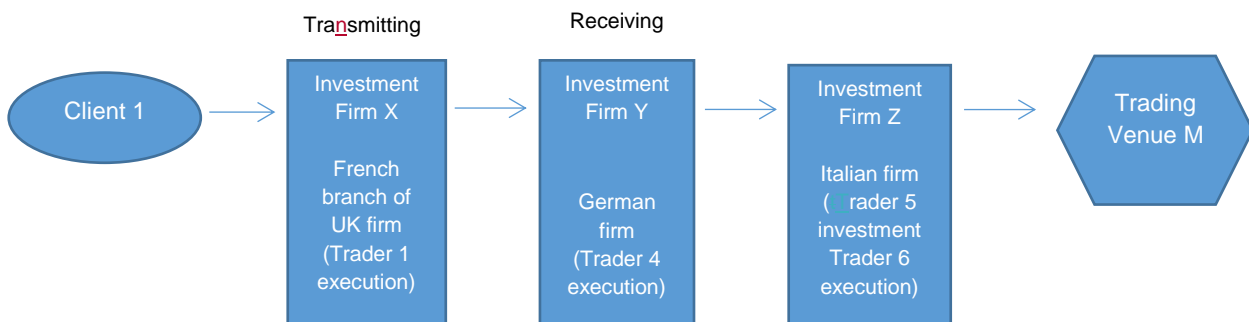 Transmitting
Receiving
Client 1
Investment
Firm X
French
branch of
UK firm
(Trader 1
execution)
Investment
Firm Y
German
firm
(Trader 4
execution)
Investment
Firm Z
Italian firm
(Trader 5
investment
Trader 6
execution)
Trading
Venue M